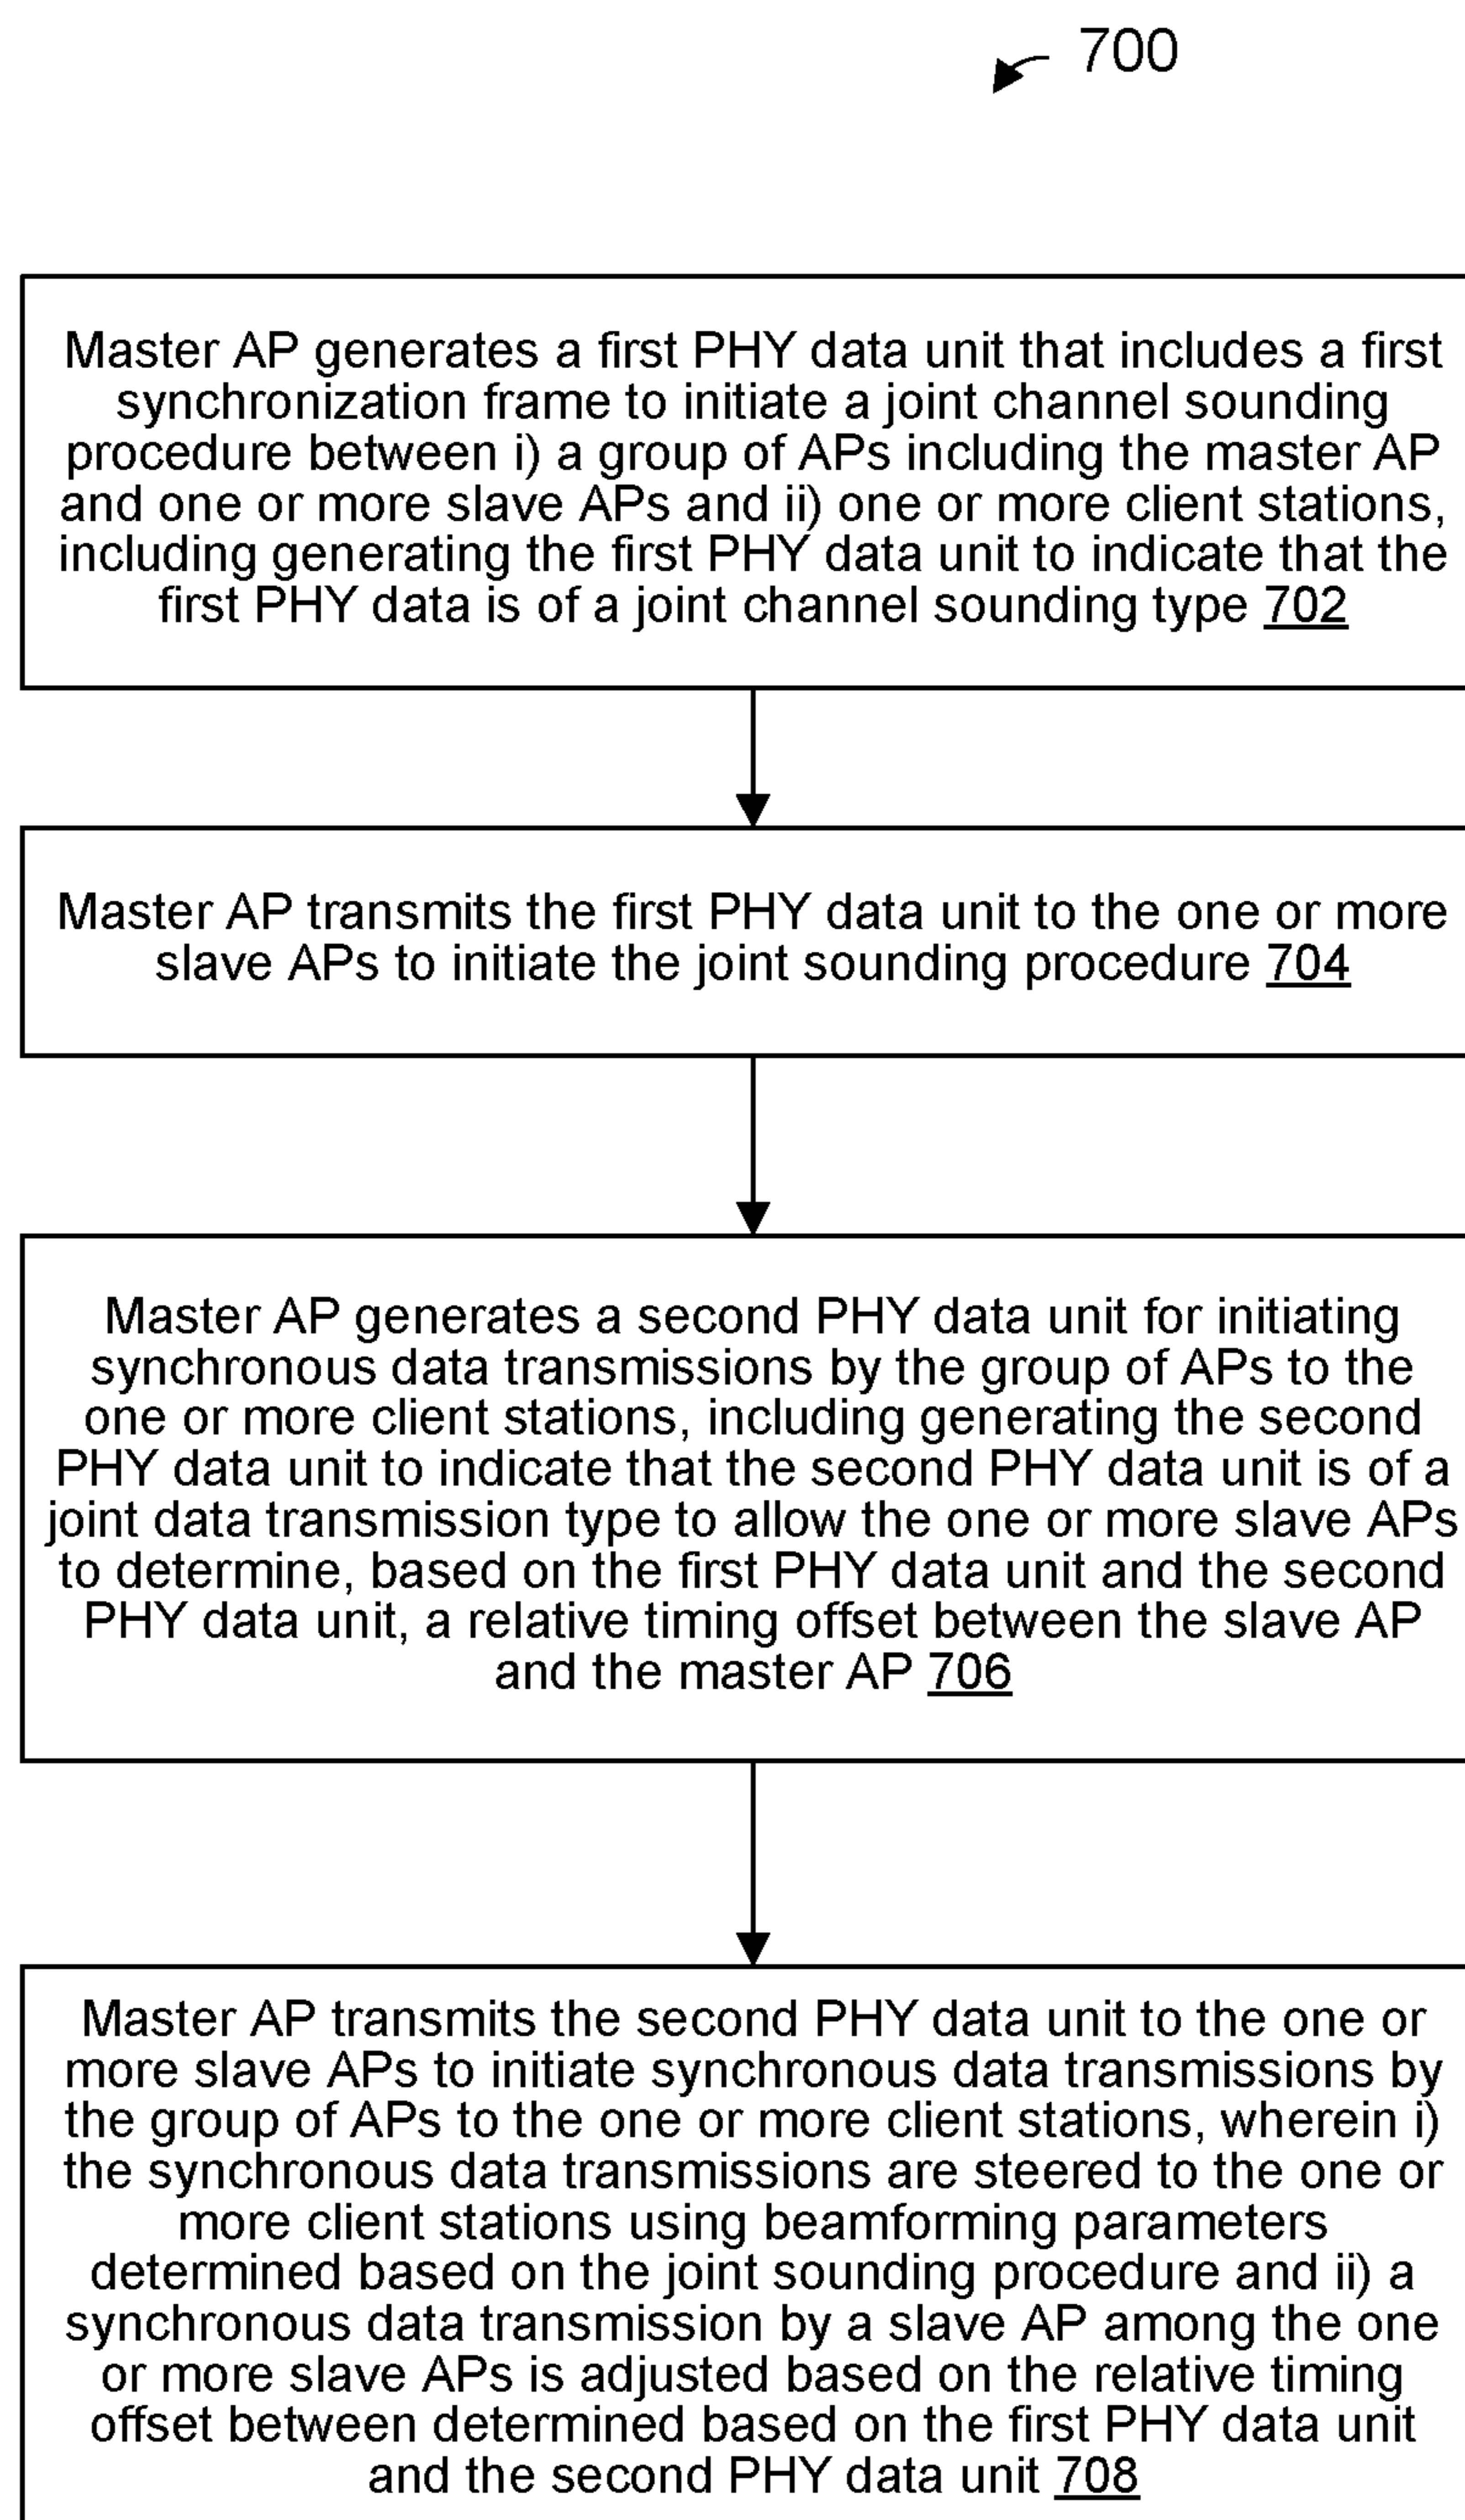 700
Master AP generates a first PHY data unit that includes a first
synchronization frame to initiate a joint channel sounding
procedure between i) a group of APs including the master AP
and one or more slave APs and ii) one or more client stations,
including generating the first PHY data unit to indicate that the
first PHY data is of a joint channel sounding type 702
Master AP transmits the first PHY data unit to the one or more
slave APs to initiate the joint sounding procedure 704
Master AP generates a second PHY data unit for initiating
synchronous data transmissions by the group of APs to the
one or more client stations, including generating the second
PHY data unit to indicate that the second PHY data unit is of a
joint data transmission type to allow the one or more slave APs
to determine, based on the first PHY data unit and the second
PHY data unit, a relative timing offset between the slave AP
and the master AP 706
Master AP transmits the second PHY data unit to the one or
more slave APs to initiate synchronous data transmissions by
the group of APs to the one or more client stations, wherein i)
the synchronous data transmissions are steered to the one or
more client stations using beamforming parameters
determined based on the joint sounding procedure and ii) a
synchronous data transmission by a slave AP among the one
or more slave APs is adjusted based on the relative timing
offset between determined based on the first PHY data unit
and the second PHY data unit 708